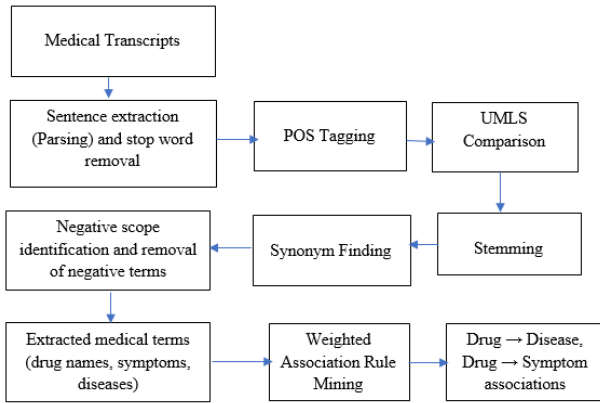 Medical Transcripts
Sentence extraction
(Parsing) and stop word
removal
POS Tagging
UMLS
Comparison
Negative scope
identification and removal
of negative terms
Synonym Finding
Stemming
Extracted medical terms
(drug names, symptoms,
diseases)
Weighted
Association Rule
Mining
Drug → Disease,
Drug → Symptom
associations